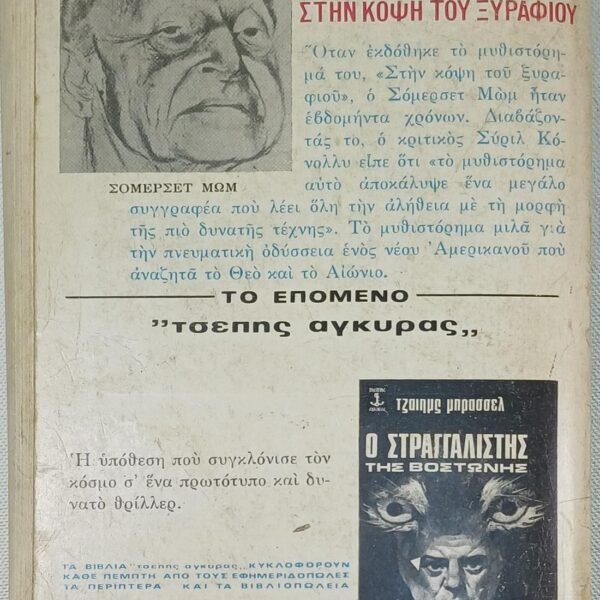 ΣΤΗΝ ΚΟΨΗ ΤΟΥ ΞΥΡΑΦΙΟΥ
Ὅταν ἐκδόθηκε τὸ μυθιστόρη-
μά του, «Στὴν κόψη τοῦ ξυρα-
φιοῦ», ὁ Σόμερσετ Μὼμ ἦταν
ἑβδομήντα χρόνων. Διαβάζον-
τάς το, ὁ κριτικὸς Σύριλ Κό-
νολλυ εἶπε ὅτι «τὸ μυθιστόρημα
αὐτὸ ἀποκάλυψε ἕνα μεγάλο
συγγραφέα ποὺ λέει ὅλη τὴν ἀλήθεια μὲ τὴ μορφὴ
τῆς πιὸ δυνατῆς τέχνης». Τὸ μυθιστόρημα μιλᾶ γιὰ
τὴν πνευματικὴ ὀδύσσεια ἑνὸς νέου Ἀμερικανοῦ ποὺ
ἀναζητᾶ τὸ Θεὸ καὶ τὸ Αἰώνιο.
ΣΟΜΕΡΣΕΤ ΜΩΜ
ΤΟ ΕΠΟΜΕΝΟ
,,τσεπης αγκυρας,,
τζαιημς μπρασσελ
Ο ΣΤΡΑΓΓΑΛΙΣΤΗΣ
ΤΗΣ ΒΟΣΤΩΝΗΣ
Ἡ ὑπόθεση ποὺ συγκλόνισε τὸν
κόσμο σ' ἕνα πρωτότυπο καὶ δυ-
νατὸ θρίλλερ.
ΤΑ ΒΙΒΛΙΑ "τσεπης αγκυρας,, ΚΥΚΛΟΦΟΡΟΥΝ
ΚΑΘΕ ΠΕΜΠΤΗ ΑΠΟ ΤΟΥΣ ΕΦΗΜΕΡΙΔΟΠΩΛΕΣ
ΤΑ ΠΕΡΙΠΤΕΡΑ ΚΑΙ ΤΑ ΒΙΒΛΙΟΠΩΛΕΙΑ